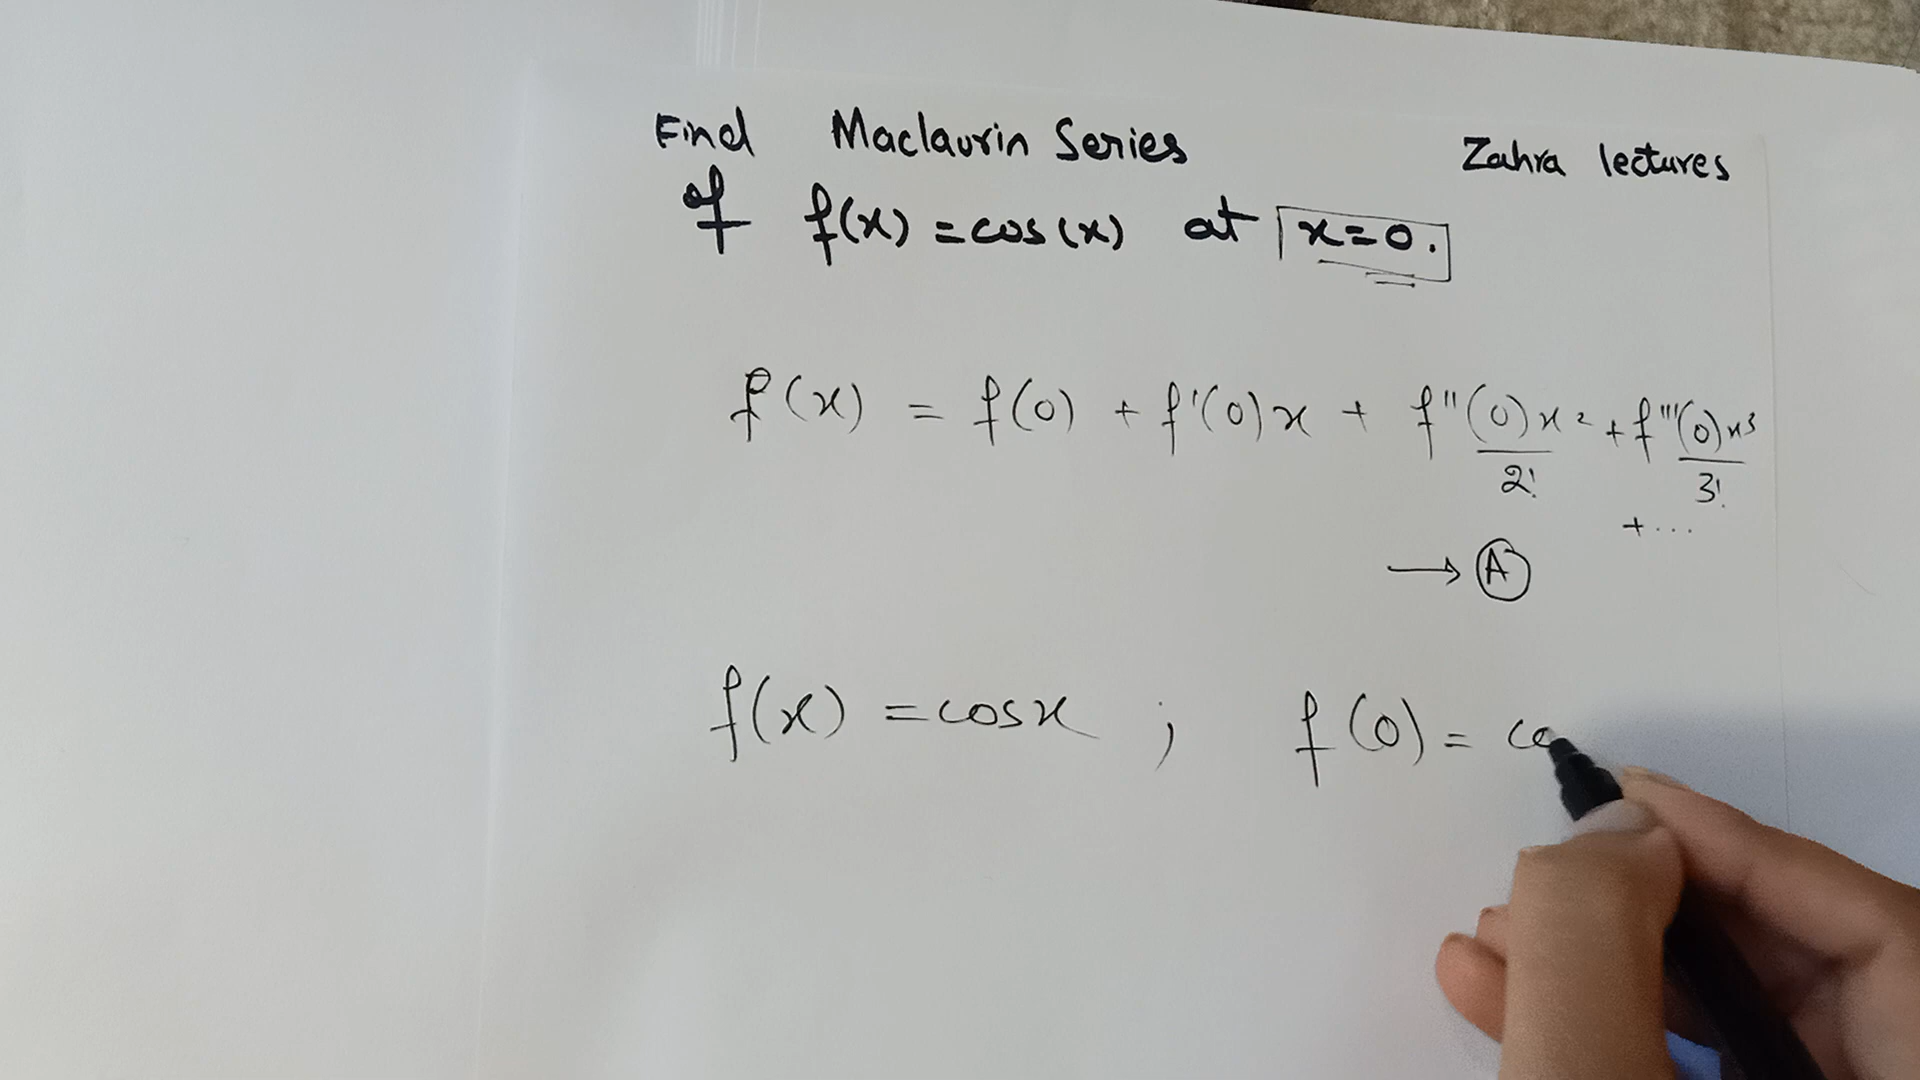 Find Maclaurin Series
Zahra lectures
of f(x) = cos(x) at x=0.
f(x) = f(0) + f'(0)x + f''(0)x²/2! + f'''(0)x³/3!
+ ...
→ (A)
f(x) = cosx ; f(0) = co